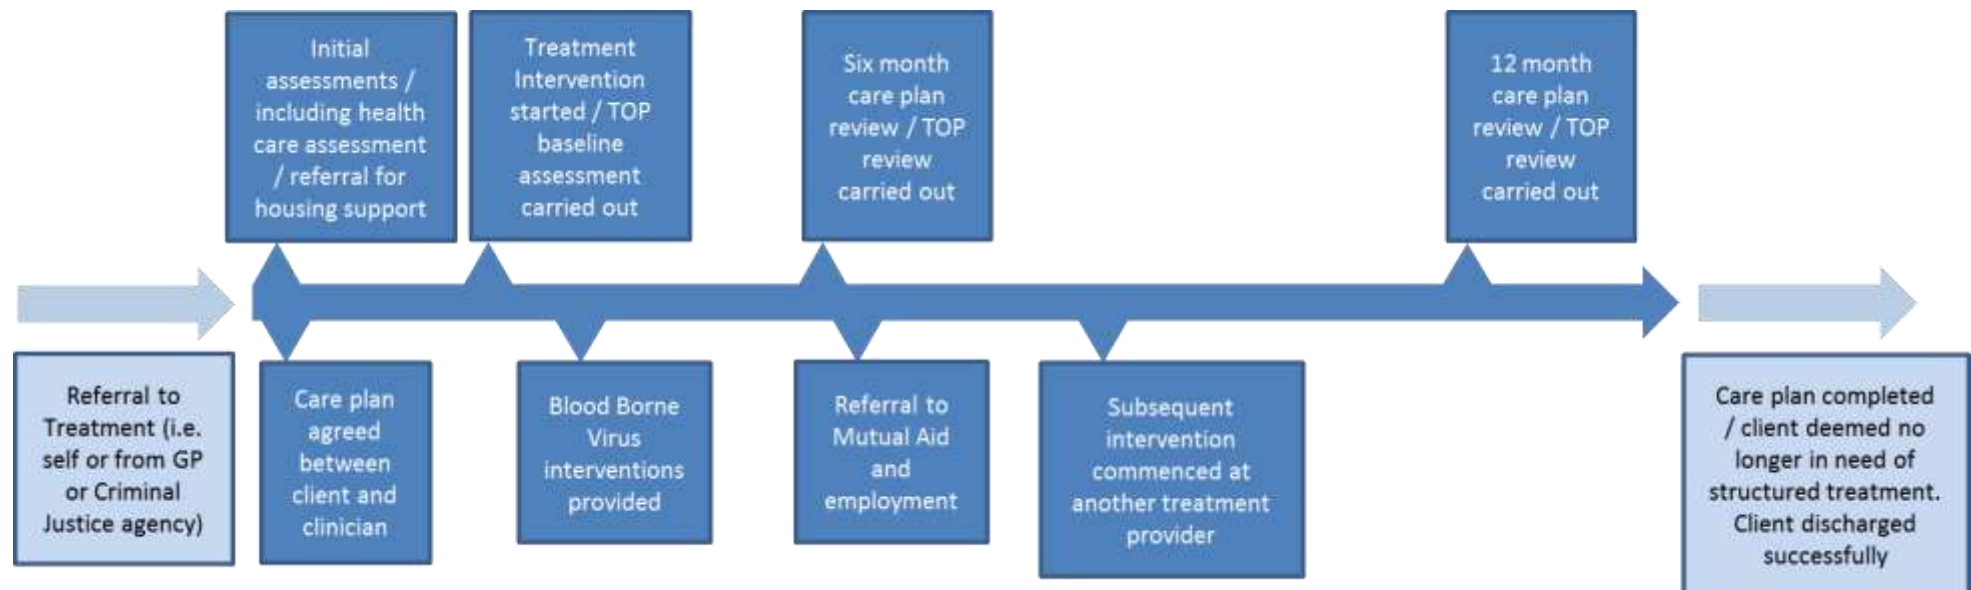 Initial
assessments /
including health
care assessment
/ referral for
housing support
Treatment
Intervention
started / TOP
baseline
assessment
carried out
Six month
care plan
review / TOP
review
carried out
12 month
care plan
review / TOP
review
carried out
Referral to
Treatment (i.e.
self or from GP
or Criminal
Justice agency)
Care plan
agreed
between
client and
clinician
Blood Borne
Virus
interventions
provided
Referral to
Mutual Aid
and
employment
Subsequent
intervention
commenced at
another treatment
provider
Care plan completed
/ client deemed no
longer in need of
structured treatment.
Client discharged
successfully